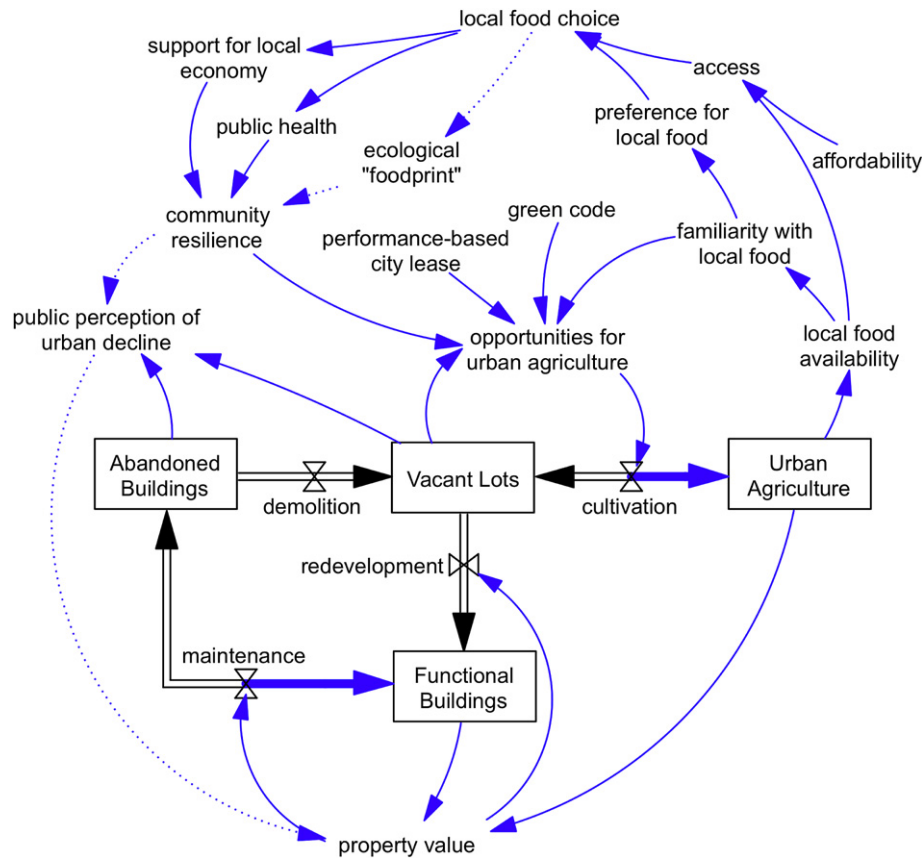 local food choice
support for local
economy
access
public health
preference for
local food
ecological
"foodprint"
affordability
community
resilience
green code
performance-based
city lease
familiarity with
local food
public perception of
urban decline
opportunities for
urban agriculture
local food
availability
Abandoned
Buildings
Vacant Lots
Urban
Agriculture
demolition
cultivation
redevelopment
maintenance
Functional
Buildings
property value